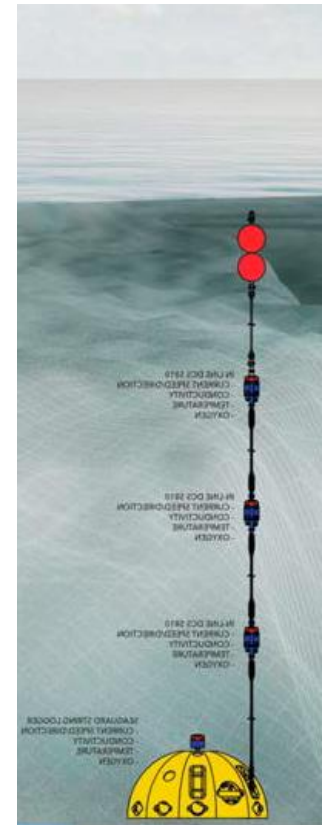 IN-LINE DCS 5810
- CURRENT SPEED/DIRECTION
- CONDUCTIVITY
- TEMPERATURE
- OXYGEN
IN-LINE DCS 5810
- CURRENT SPEED/DIRECTION
- CONDUCTIVITY
- TEMPERATURE
- OXYGEN
IN-LINE DCS 5810
- CURRENT SPEED/DIRECTION
- CONDUCTIVITY
- TEMPERATURE
- OXYGEN
SEAGUARD STRING LOGGER
- CURRENT SPEED/DIRECTION
- CONDUCTIVITY
- TEMPERATURE
- OXYGEN